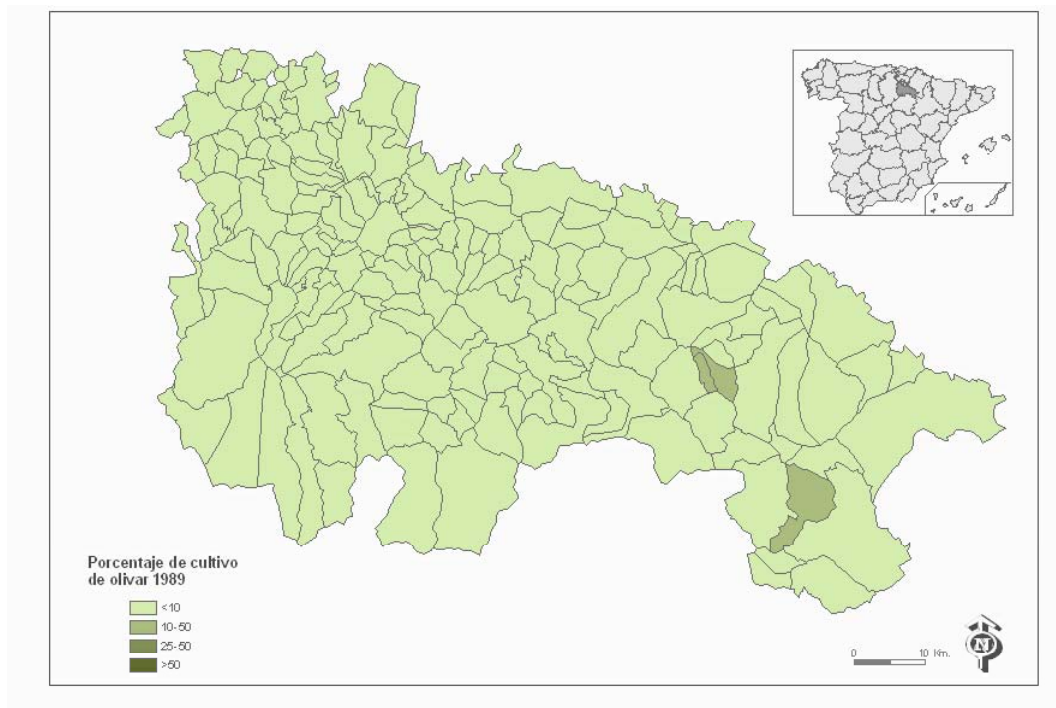 Porcentaje de cultivo
de olivar 1989
<10
10-50
25-50
>50
0 10 Km.
N